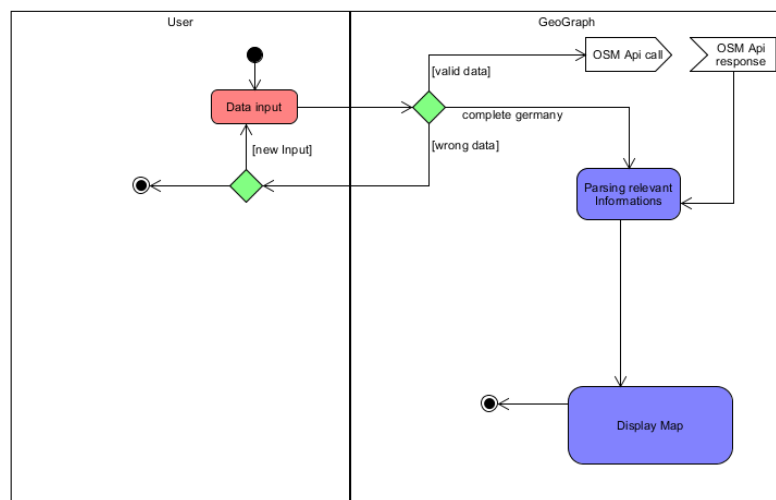 User
GeoGraph
OSM Api call
OSM Api
response
[valid data]
Data input
complete germany
[new Input]
[wrong data]
Parsing relevant
Informations
Display Map